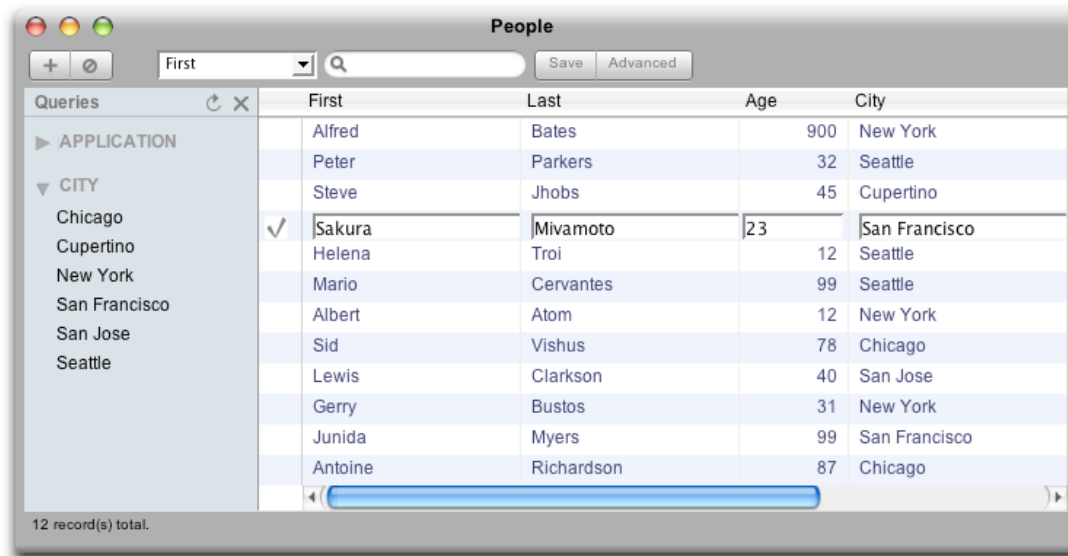 People
First Save Advanced
Queries First Last Age City
APPLICATION
CITY
Chicago
Cupertino
New York
San Francisco
San Jose
Seattle
Alfred Bates 900 New York
Peter Parkers 32 Seattle
Steve Jhobs 45 Cupertino
Sakura Mivamoto 23 San Francisco
Helena Troi 12 Seattle
Mario Cervantes 99 Seattle
Albert Atom 12 New York
Sid Vishus 78 Chicago
Lewis Clarkson 40 San Jose
Gerry Bustos 31 New York
Junida Myers 99 San Francisco
Antoine Richardson 87 Chicago
12 record(s) total.